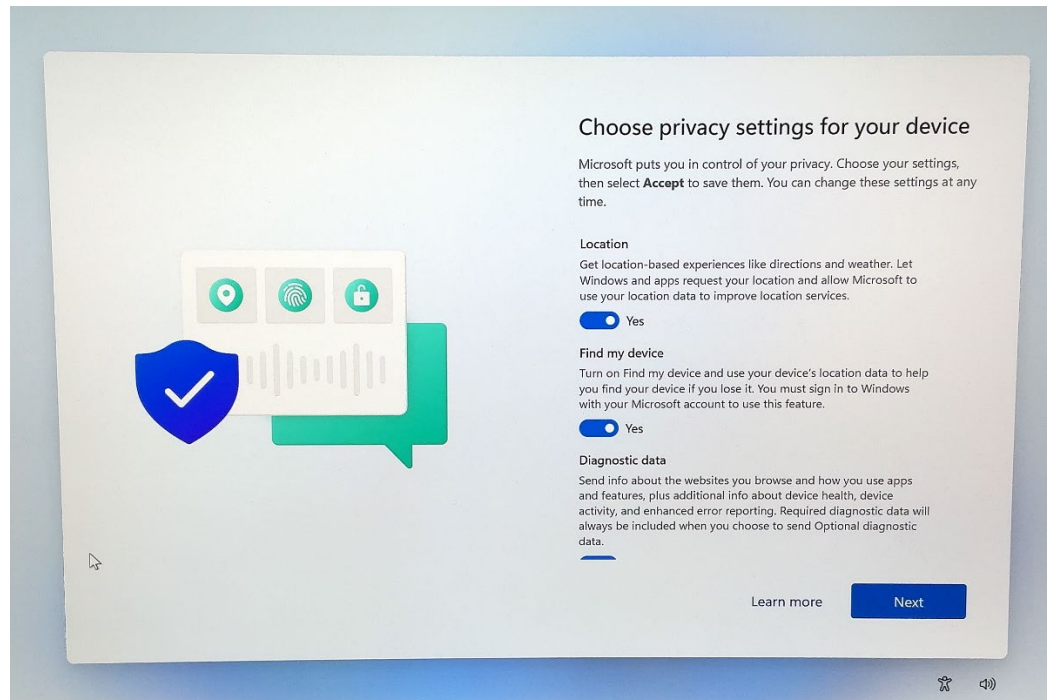 Choose privacy settings for your device
Microsoft puts you in control of your privacy. Choose your settings,
then select Accept to save them. You can change these settings at any
time.
Location
Get location-based experiences like directions and weather. Let
Windows and apps request your location and allow Microsoft to
use your location data to improve location services.
Yes
Find my device
Turn on Find my device and use your device's location data to help
you find your device if you lose it. You must sign in to Windows
with your Microsoft account to use this feature.
Yes
Diagnostic data
Send info about the websites you browse and how you use apps
and features, plus additional info about device health, device
activity, and enhanced error reporting. Required diagnostic data will
always be included when you choose to send Optional diagnostic
data.
Learn more
Next